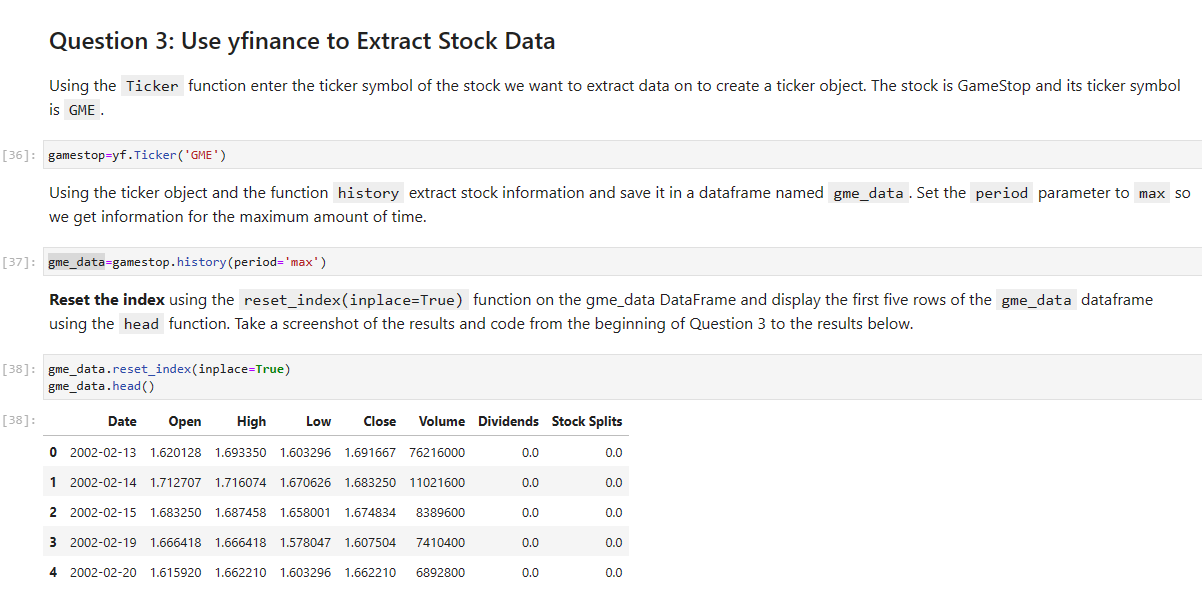 Question 3: Use yfinance to Extract Stock Data
Using the Ticker function enter the ticker symbol of the stock we want to extract data on to create a ticker object. The stock is GameStop and its ticker symbol
is GME .
[36]: gamestop=yf.Ticker('GME')
Using the ticker object and the function history extract stock information and save it in a dataframe named gme_data . Set the period parameter to max so
we get information for the maximum amount of time.
[37]: gme_data=gamestop.history(period='max')
Reset the index using the reset_index(inplace=True) function on the gme_data DataFrame and display the first five rows of the gme_data dataframe
using the head function. Take a screenshot of the results and code from the beginning of Question 3 to the results below.
[38]: gme_data.reset_index(inplace=True)
gme_data.head()
[38]: Date Open High Low Close Volume Dividends Stock Splits
0 2002-02-13 1.620128 1.693350 1.603296 1.691667 76216000 0.0 0.0
1 2002-02-14 1.712707 1.716074 1.670626 1.683250 11021600 0.0 0.0
2 2002-02-15 1.683250 1.687458 1.658001 1.674834 8389600 0.0 0.0
3 2002-02-19 1.666418 1.666418 1.578047 1.607504 7410400 0.0 0.0
4 2002-02-20 1.615920 1.662210 1.603296 1.662210 6892800 0.0 0.0